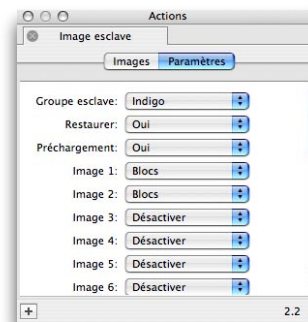 Actions
Image esclave
Images Paramètres
Groupe esclave: Indigo
Restaurer: Oui
Préchargement: Oui
Image 1: Blocs
Image 2: Blocs
Image 3: Désactiver
Image 4: Désactiver
Image 5: Désactiver
Image 6: Désactiver
2.2